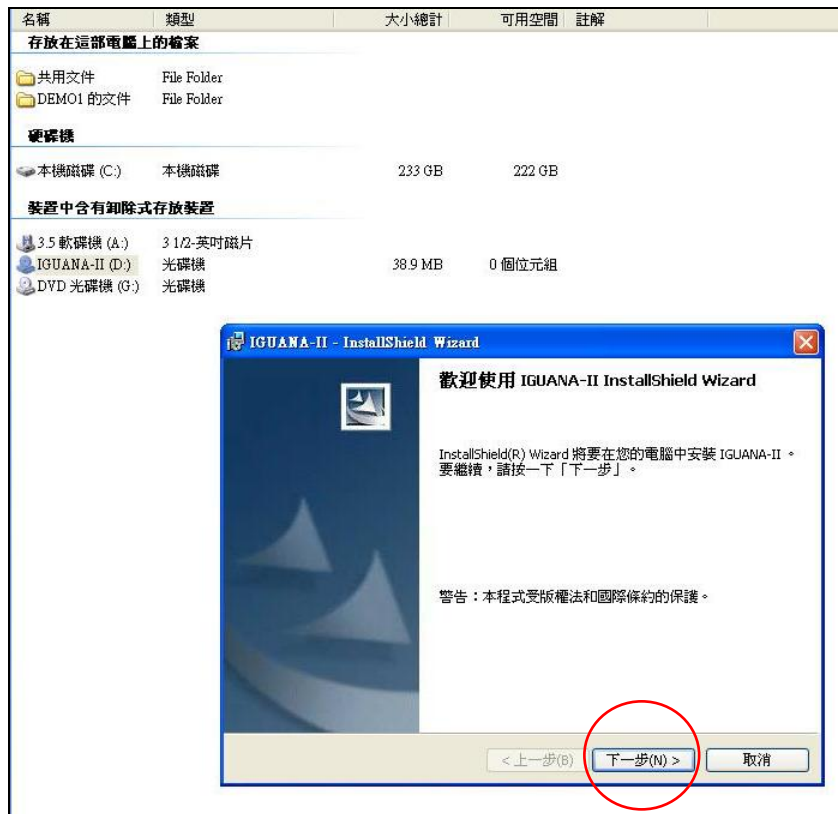 名稱 類型 大小總計 可用空間 註解
存放在這部電腦上的檔案
共用文件 File Folder
DEMO1 的文件 File Folder
硬碟機
本機磁碟 (C:) 本機磁碟 233 GB 222 GB
裝置中含有卸除式存放裝置
3.5 軟碟機 (A:) 3 1/2-英吋磁片
IGUANA-II (D:) 光碟機 38.9 MB 0 個位元組
DVD 光碟機 (G:) 光碟機
IGUANA-II - InstallShield Wizard
歡迎使用 IGUANA-II InstallShield Wizard
InstallShield(R) Wizard 將要在您的電腦中安裝 IGUANA-II。
要繼續,請按一下「下一步」。
警告:本程式受版權法和國際條約的保護。
<上一步(B) 下一步(N) > 取消